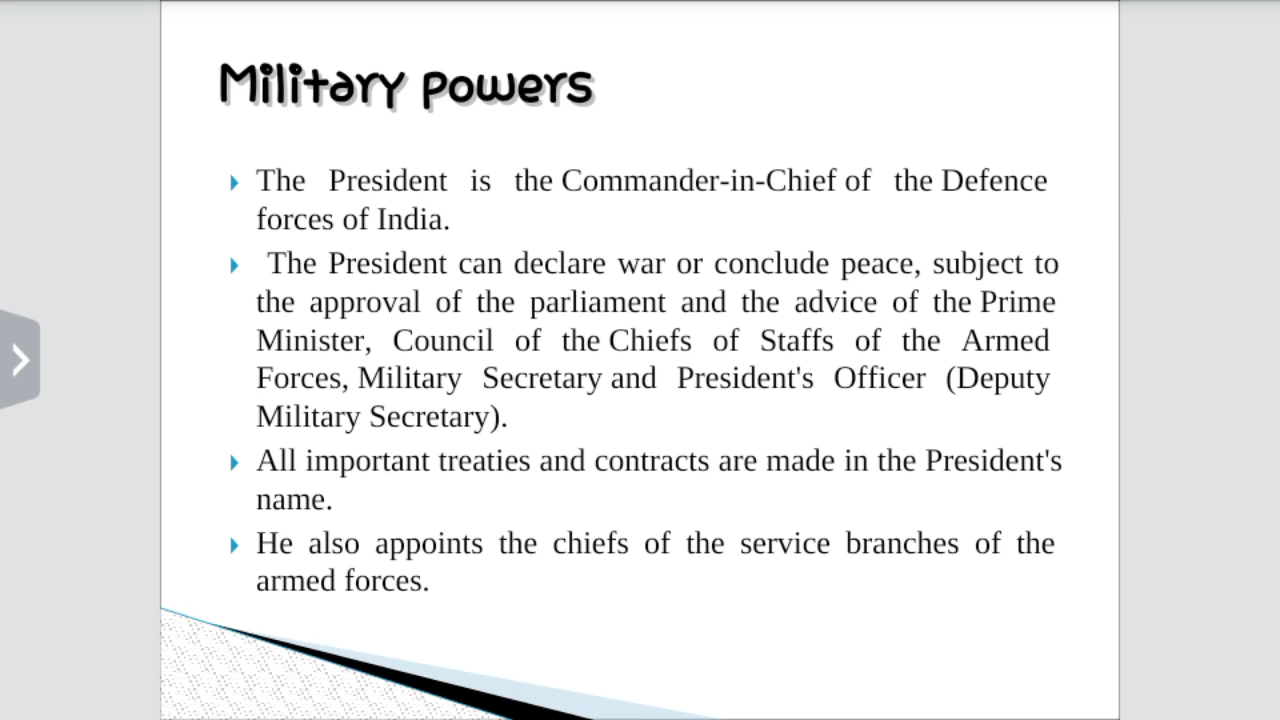 Military powers
The President is the Commander-in-Chief of the Defence
forces of India.
The President can declare war or conclude peace, subject to
the approval of the parliament and the advice of the Prime
Minister, Council of the Chiefs of Staffs of the Armed
Forces, Military Secretary and President's Officer (Deputy
Military Secretary).
All important treaties and contracts are made in the President's
name.
He also appoints the chiefs of the service branches of the
armed forces.